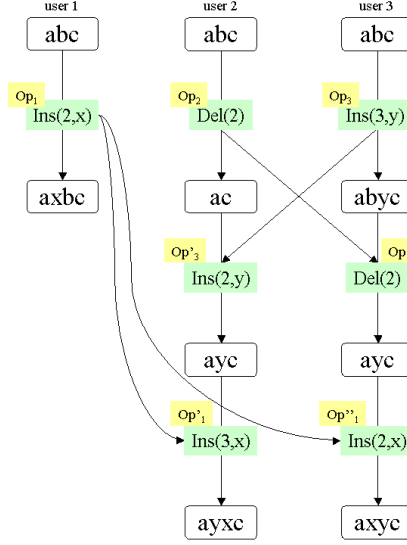 user 1 user 2 user 3
abc abc abc
Op1 Op2 Op3
Ins(2,x) Del(2) Ins(3,y)
axbc ac abyc
Op'3 Op
Ins(2,y) Del(2)
ayc ayc
Op'1 Op''1
Ins(3,x) Ins(2,x)
ayxc axyc